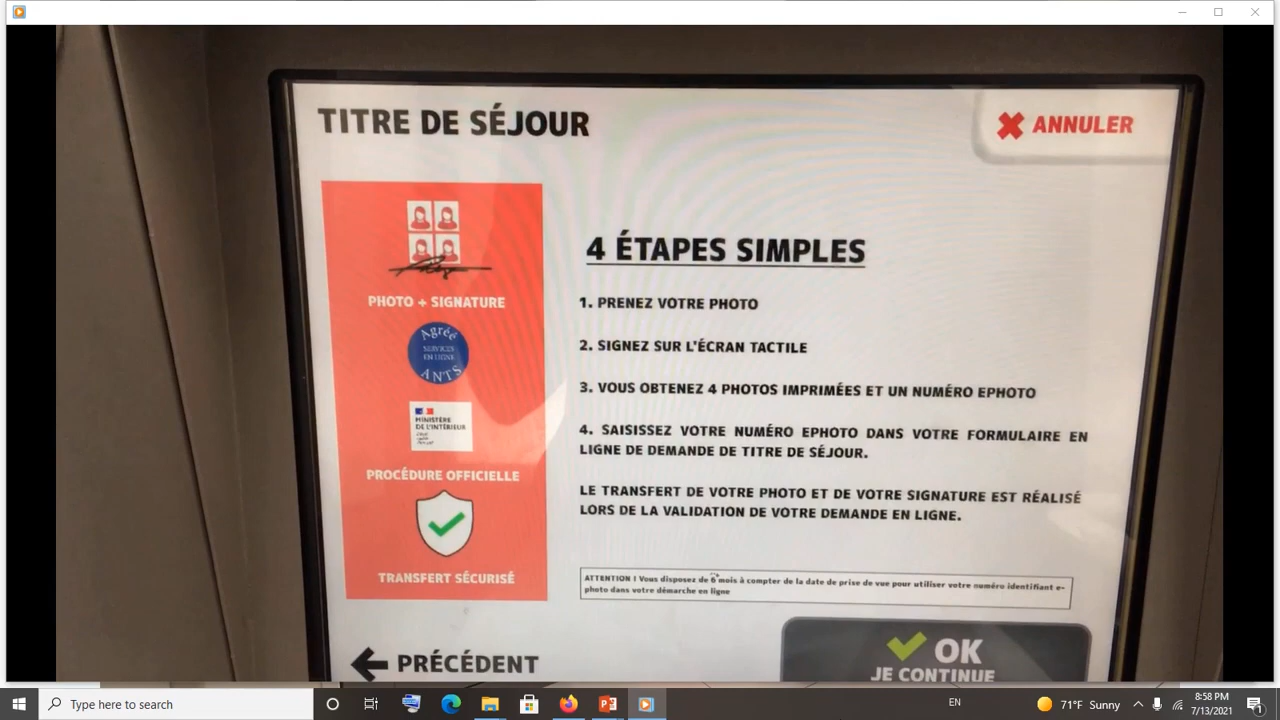 TITRE DE SÉJOUR
ANNULER
4 ÉTAPES SIMPLES
1. PRENEZ VOTRE PHOTO
2. SIGNEZ SUR L'ÉCRAN TACTILE
3. VOUS OBTENEZ 4 PHOTOS IMPRIMÉES ET UN NUMÉRO EPHOTO
4. SAISISSEZ VOTRE NUMÉRO EPHOTO DANS VOTRE FORMULAIRE EN
LIGNE DE DEMANDE DE TITRE DE SÉJOUR.
LE TRANSFERT DE VOTRE PHOTO ET DE VOTRE SIGNATURE EST RÉALISÉ
LORS DE LA VALIDATION DE VOTRE DEMANDE EN LIGNE.
ATTENTION ! Vous disposez de 6 mois à compter de la date de prise de vue pour utiliser votre numéro identifiant e-
photo dans votre démarche en ligne
PHOTO + SIGNATURE
Agréé
SERVICES
EN LIGNE
ANTS
MINISTÈRE
DE L'INTÉRIEUR
PROCÉDURE OFFICIELLE
TRANSFERT SÉCURISÉ
PRÉCÉDENT
OK
JE CONTINUE
Type here to search
EN
71°F Sunny
8:58 PM
7/13/2021
1